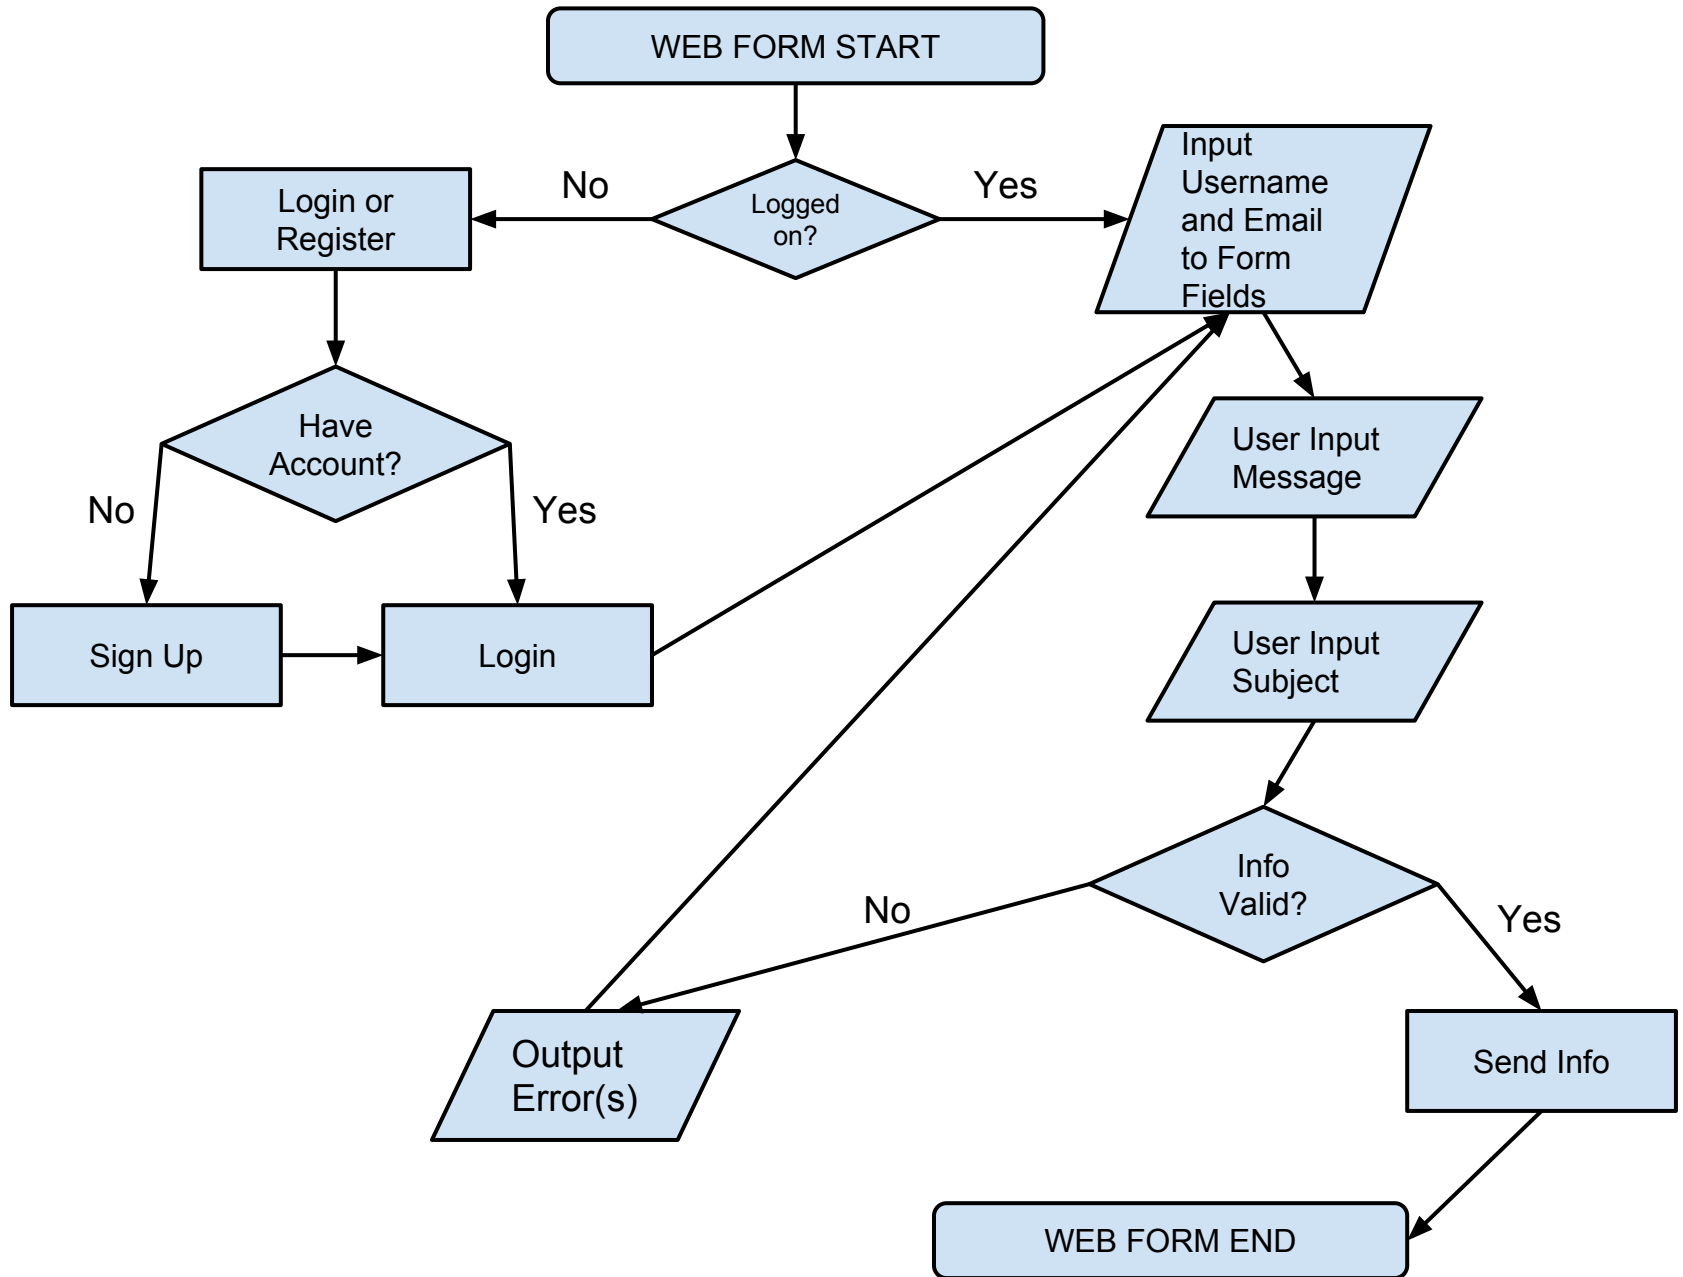 WEB FORM START
Logged
on?
No
Yes
Login or
Register
Input
Username
and Email
to Form
Fields
Have
Account?
No
Yes
Sign Up
Login
User Input
Message
User Input
Subject
Info
Valid?
No
Yes
Output
Error(s)
Send Info
WEB FORM END